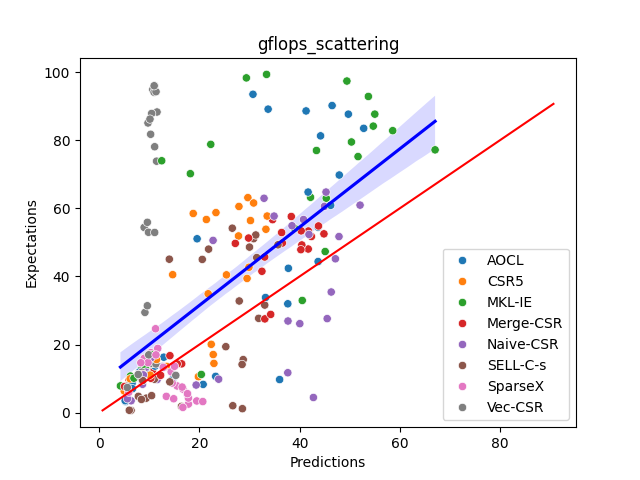 gflops_scattering
100
80
60
40
20
0
Expectations
0
20
40
60
80
Predictions
AOCL
CSR5
MKL-IE
Merge-CSR
Naive-CSR
SELL-C-s
SparseX
Vec-CSR